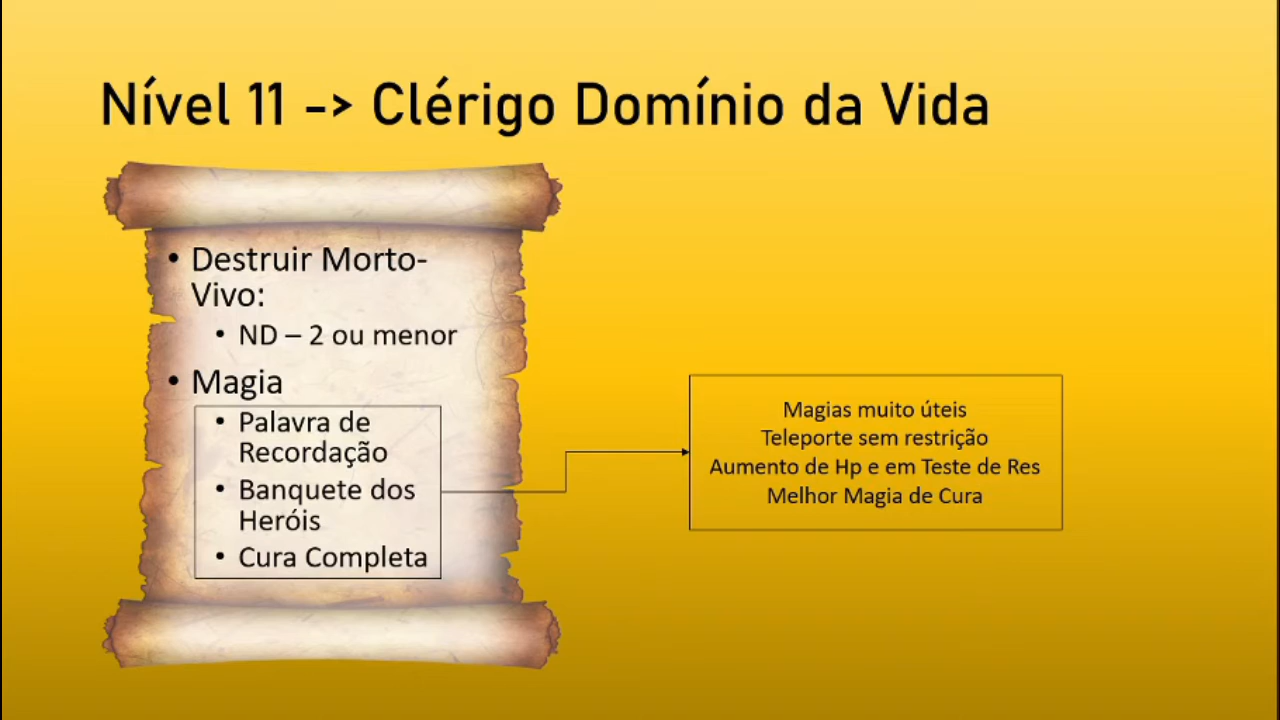 Nível 11 -> Clérigo Domínio da Vida
• Destruir Morto-
Vivo:
• ND – 2 ou menor
• Magia
• Palavra de
Recordação
• Banquete dos
Heróis
• Cura Completa
Magias muito úteis
Teleporte sem restrição
Aumento de Hp e em Teste de Res
Melhor Magia de Cura